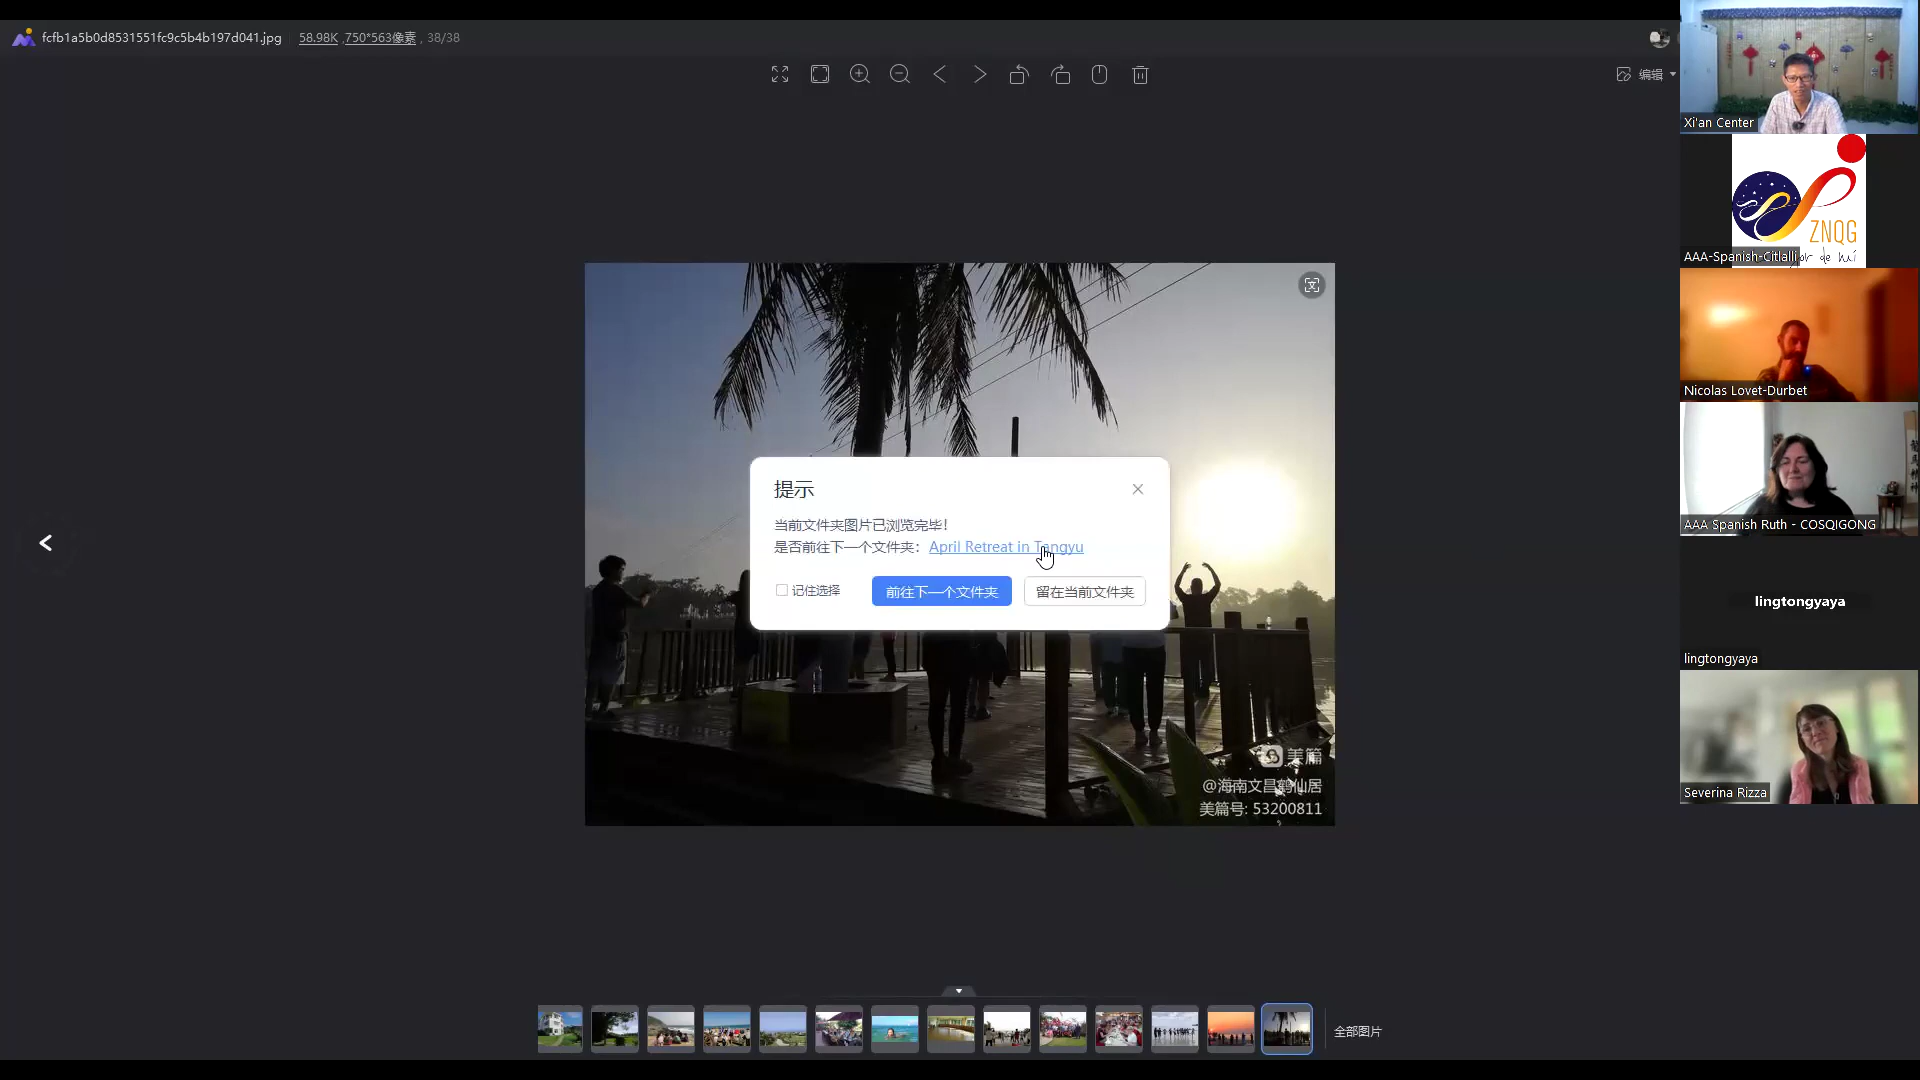 fcfb1a5b0d8531551fc9c5b4b197d041.jpg 58.98K ,750*563像素 , 38/38
编辑
提示
当前文件夹图片已浏览完毕!
是否前往下一个文件夹: April Retreat in Tangyu
记住选择
前往下一个文件夹
留在当前文件夹
美篇
@海南文昌鹤仙居
美篇号: 53200811
全部图片
Xi'an Center
ZNQG
AAA-Spanish-Citlalli
Nicolas Lovet-Durbet
AAA Spanish Ruth - COSQIGONG
lingtongyaya
lingtongyaya
Severina Rizza